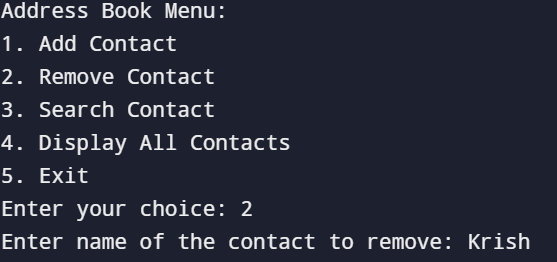 Address Book Menu:
1. Add Contact
2. Remove Contact
3. Search Contact
4. Display All Contacts
5. Exit
Enter your choice: 2
Enter name of the contact to remove: Krish